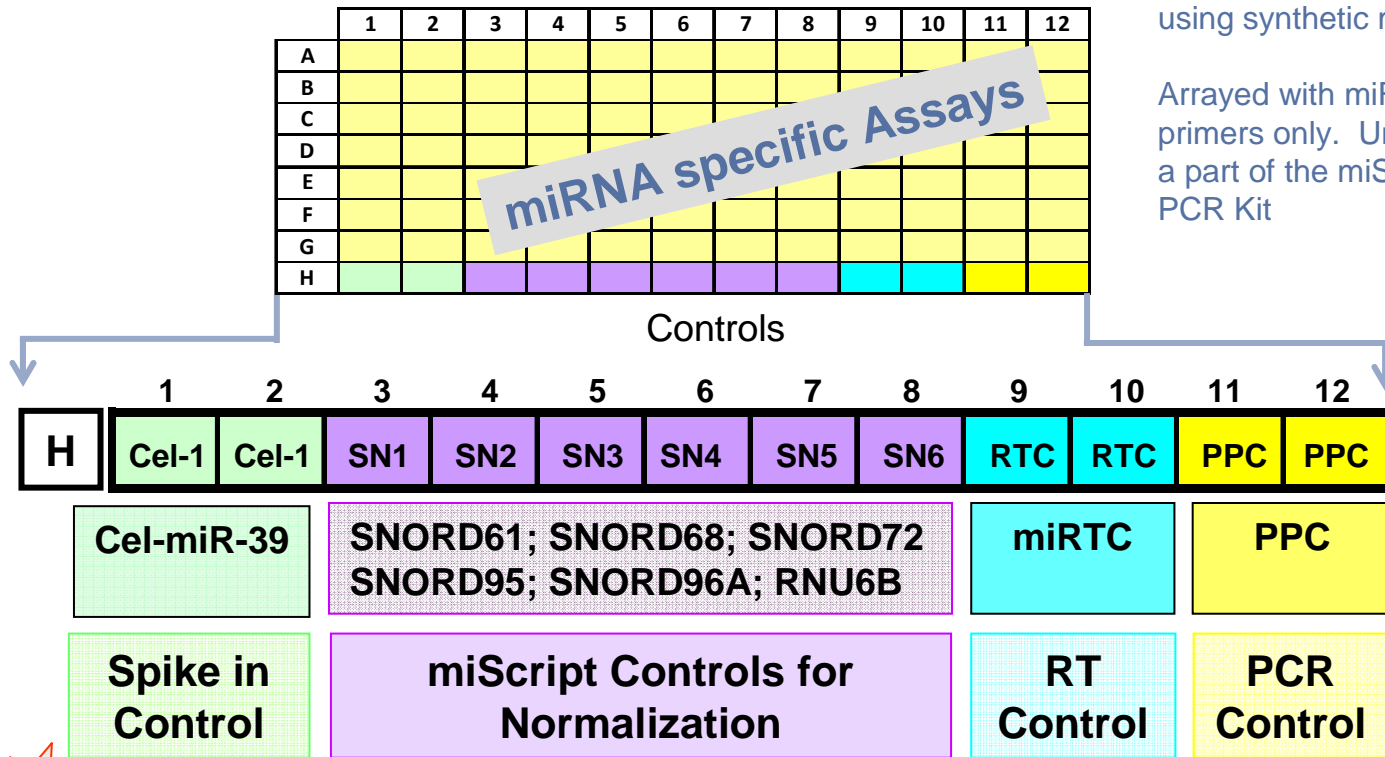 1 2 3 4 5 6 7 8 9 10 11 12
A
B
C
D
E
F
G
H
miRNA specific Assays
using synthetic
Arrayed with
primers only.
a part of the
PCR Kit
Controls
1 2 3 4 5 6 7 8 9 10 11 12
H Cel-1 Cel-1 SN1 SN2 SN3 SN4 SN5 SN6 RTC RTC PPC PPC
Cel-miR-39
SNORD61; SNORD68; SNORD72
SNORD95; SNORD96A; RNU6B
miRTC
PPC
Spike in
Control
miScript Controls for
Normalization
RT
Control
PCR
Control